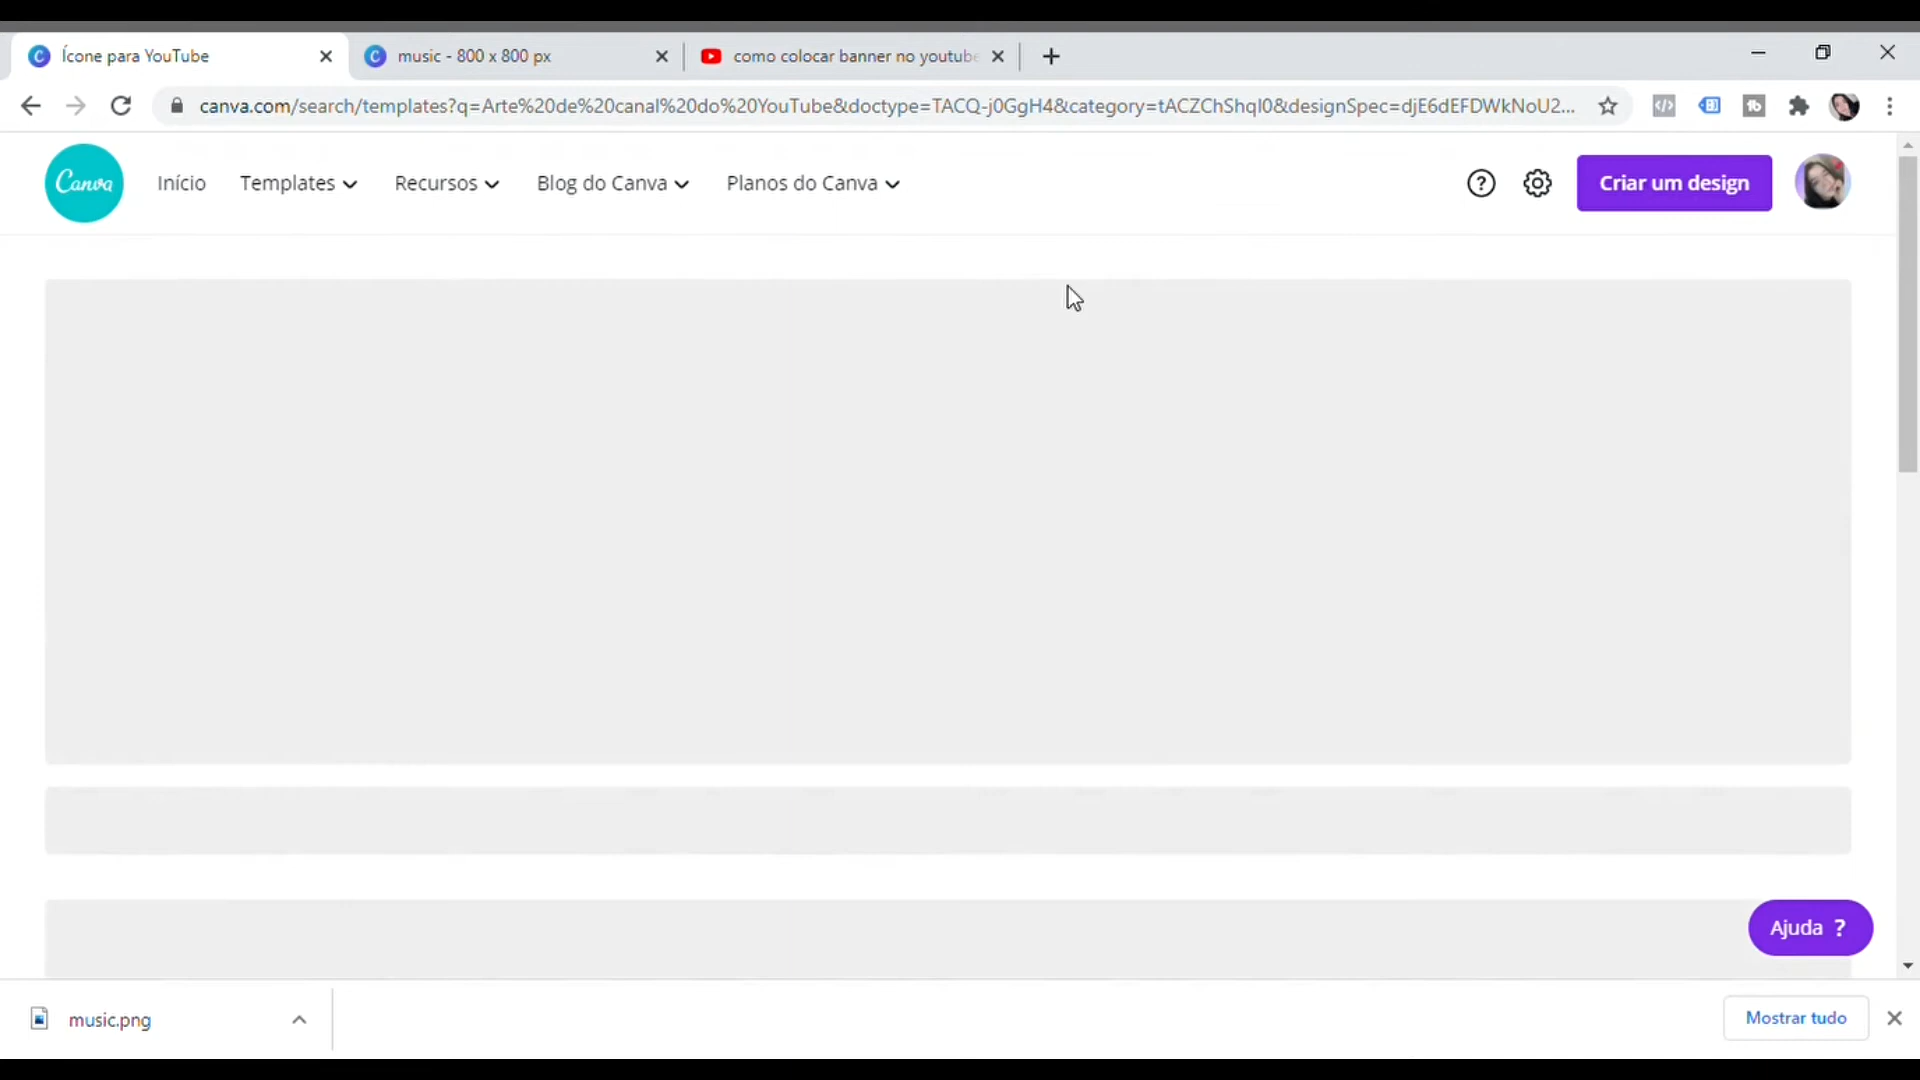 Ícone para YouTube
music - 800 x 800 px
como colocar banner no youtube
canva.com/search/templates?q=Arte%20de%20canal%20do%20YouTube&doctype=TACQ-j0GgH4&category=tACZChShqI0&designSpec=djE6dEFDWkNoU2...
Canva
Início
Templates
Recursos
Blog do Canva
Planos do Canva
?
Criar um design
Ajuda ?
music.png
Mostrar tudo